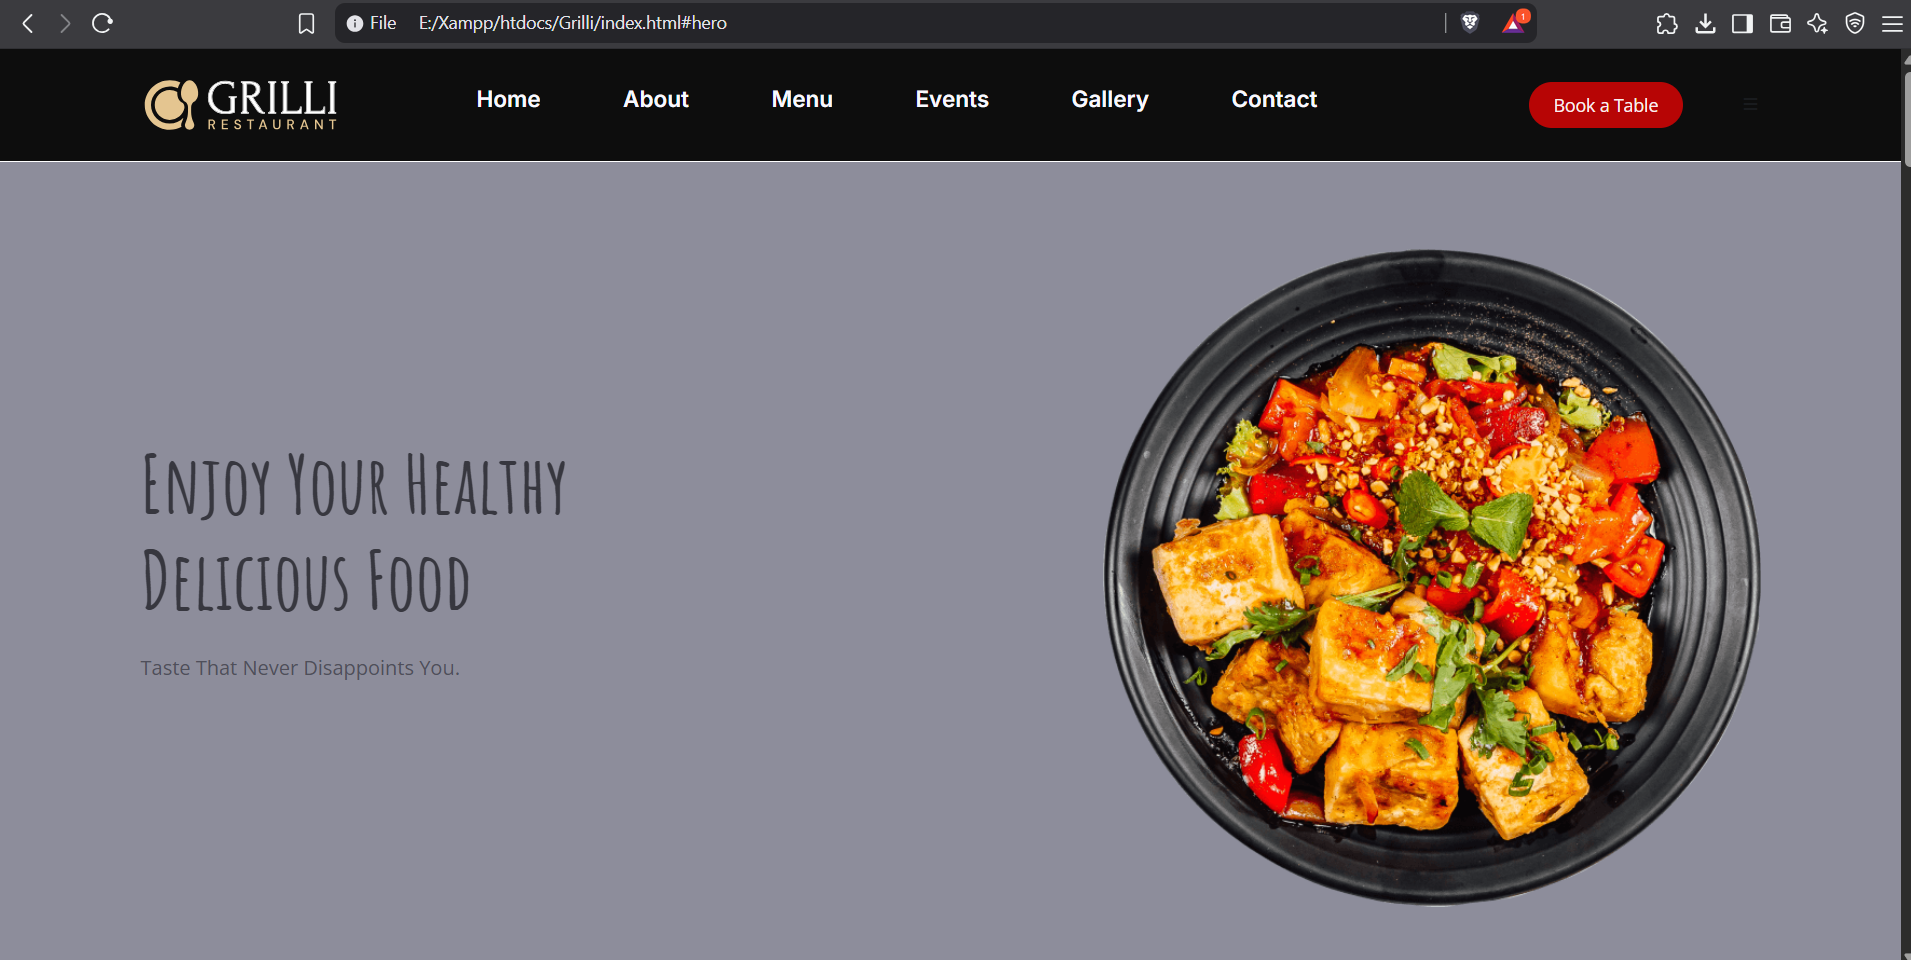 File E:/Xampp/htdocs/Grilli/index.html#hero
1
GRILLI
RESTAURANT
Home About Menu Events Gallery Contact
Book a Table
Enjoy Your Healthy
Delicious Food
Taste That Never Disappoints You.